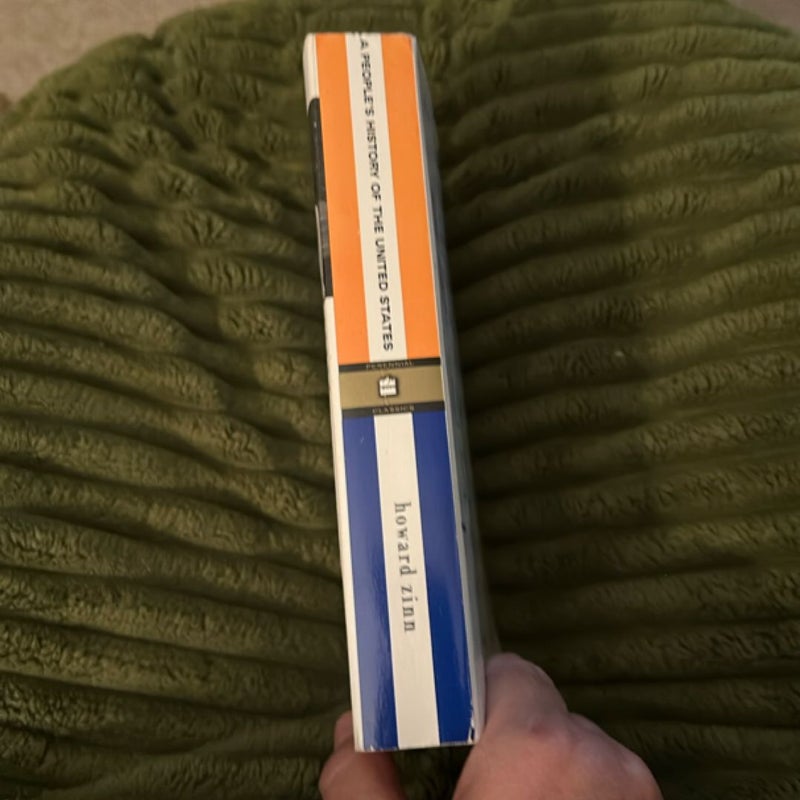 A PEOPLE'S HISTORY OF THE UNITED STATES
PERENNIAL
CLASSICS
howard zinn